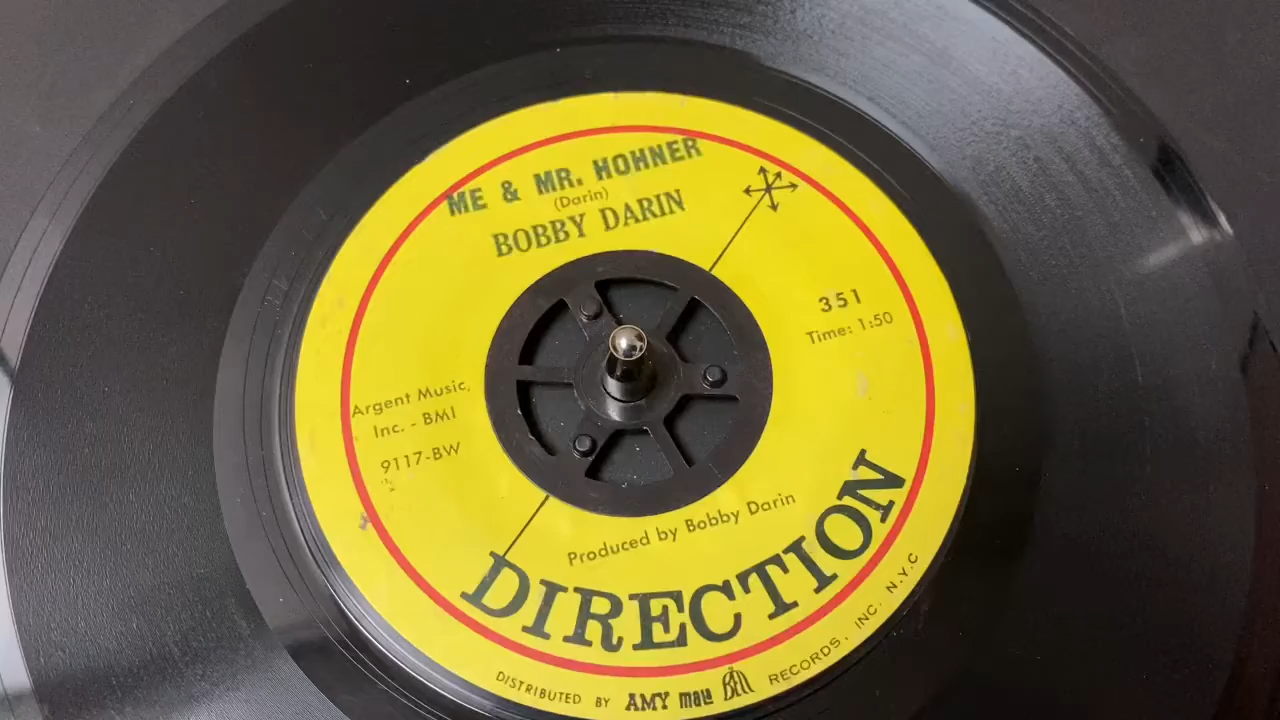 ME & MR. HOHNER
(Darin)
BOBBY DARIN
351
Time: 1:50
Argent Music,
Inc. - BMI
9117-BW
Produced by Bobby Darin
DIRECTION
DISTRIBUTED BY AMY mala BELL RECORDS, INC. N.Y.C